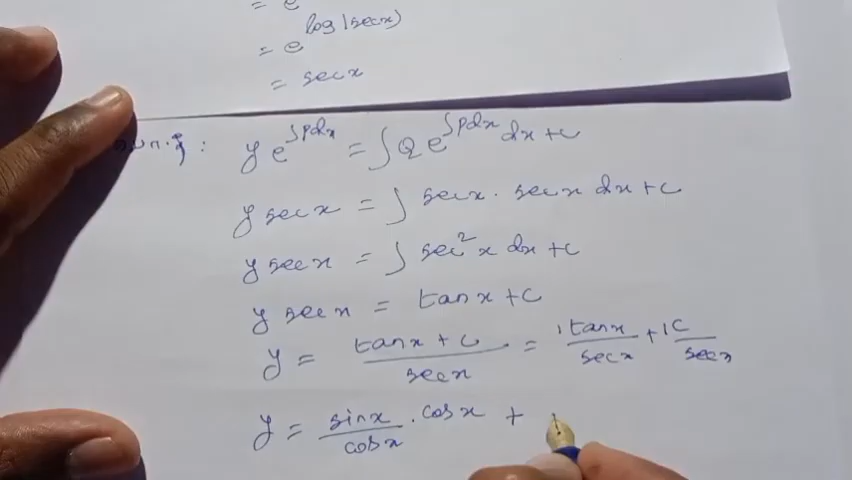 = e
= e^{log|secx|}
= secx
: y e^{∫Pdx} = ∫Q e^{∫Pdx} dx + c
y secx = ∫ secx . secx dx + c
y secx = ∫ sec²x dx + c
y secx = tanx + c
y = (tanx + c)/secx = tanx/secx + c/secx
y = sinx/cosx . cosx +